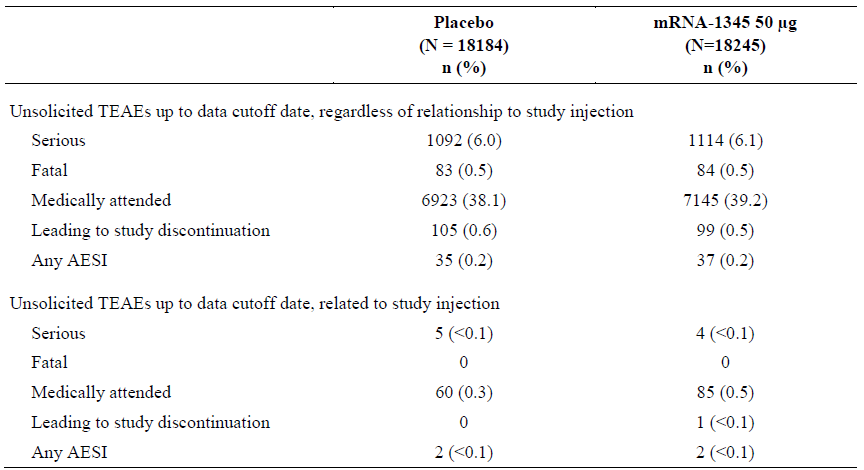 Placebo mRNA-1345 50 µg
(N = 18184) (N=18245)
n (%) n (%)
Unsolicited TEAEs up to data cutoff date, regardless of relationship to study injection
Serious 1092 (6.0) 1114 (6.1)
Fatal 83 (0.5) 84 (0.5)
Medically attended 6923 (38.1) 7145 (39.2)
Leading to study discontinuation 105 (0.6) 99 (0.5)
Any AESI 35 (0.2) 37 (0.2)
Unsolicited TEAEs up to data cutoff date, related to study injection
Serious 5 (<0.1) 4 (<0.1)
Fatal 0 0
Medically attended 60 (0.3) 85 (0.5)
Leading to study discontinuation 0 1 (<0.1)
Any AESI 2 (<0.1) 2 (<0.1)